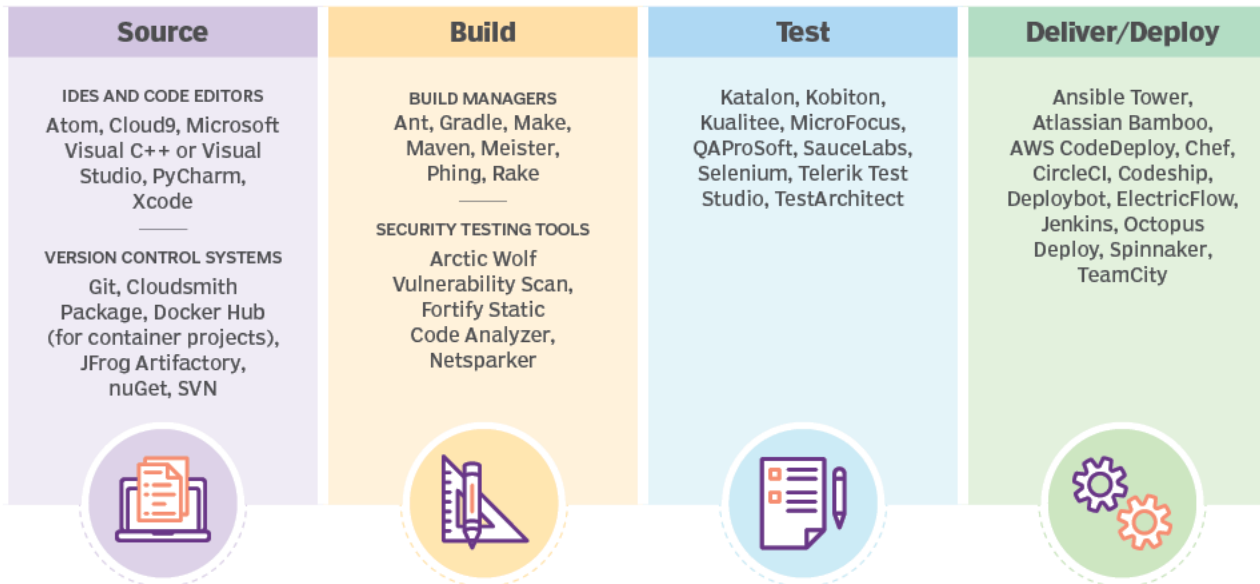 Source
IDES AND CODE EDITORS
Atom, Cloud9, Microsoft
Visual C++ or Visual
Studio, PyCharm,
Xcode
VERSION CONTROL SYSTEMS
Git, Cloudsmith
Package, Docker Hub
(for container projects),
JFrog Artifactory,
nuGet, SVN
Build
BUILD MANAGERS
Ant, Gradle, Make,
Maven, Meister,
Phing, Rake
SECURITY TESTING TOOLS
Arctic Wolf
Vulnerability Scan,
Fortify Static
Code Analyzer,
Netsparker
Test
Katalon, Kobiton,
Kualitee, MicroFocus,
QAProSoft, SauceLabs,
Selenium, Telerik Test
Studio, TestArchitect
Deliver/Deploy
Ansible Tower,
Atlassian Bamboo,
AWS CodeDeploy, Chef,
CircleCI, Codeship,
Deploybot, ElectricFlow,
Jenkins, Octopus
Deploy, Spinnaker,
TeamCity